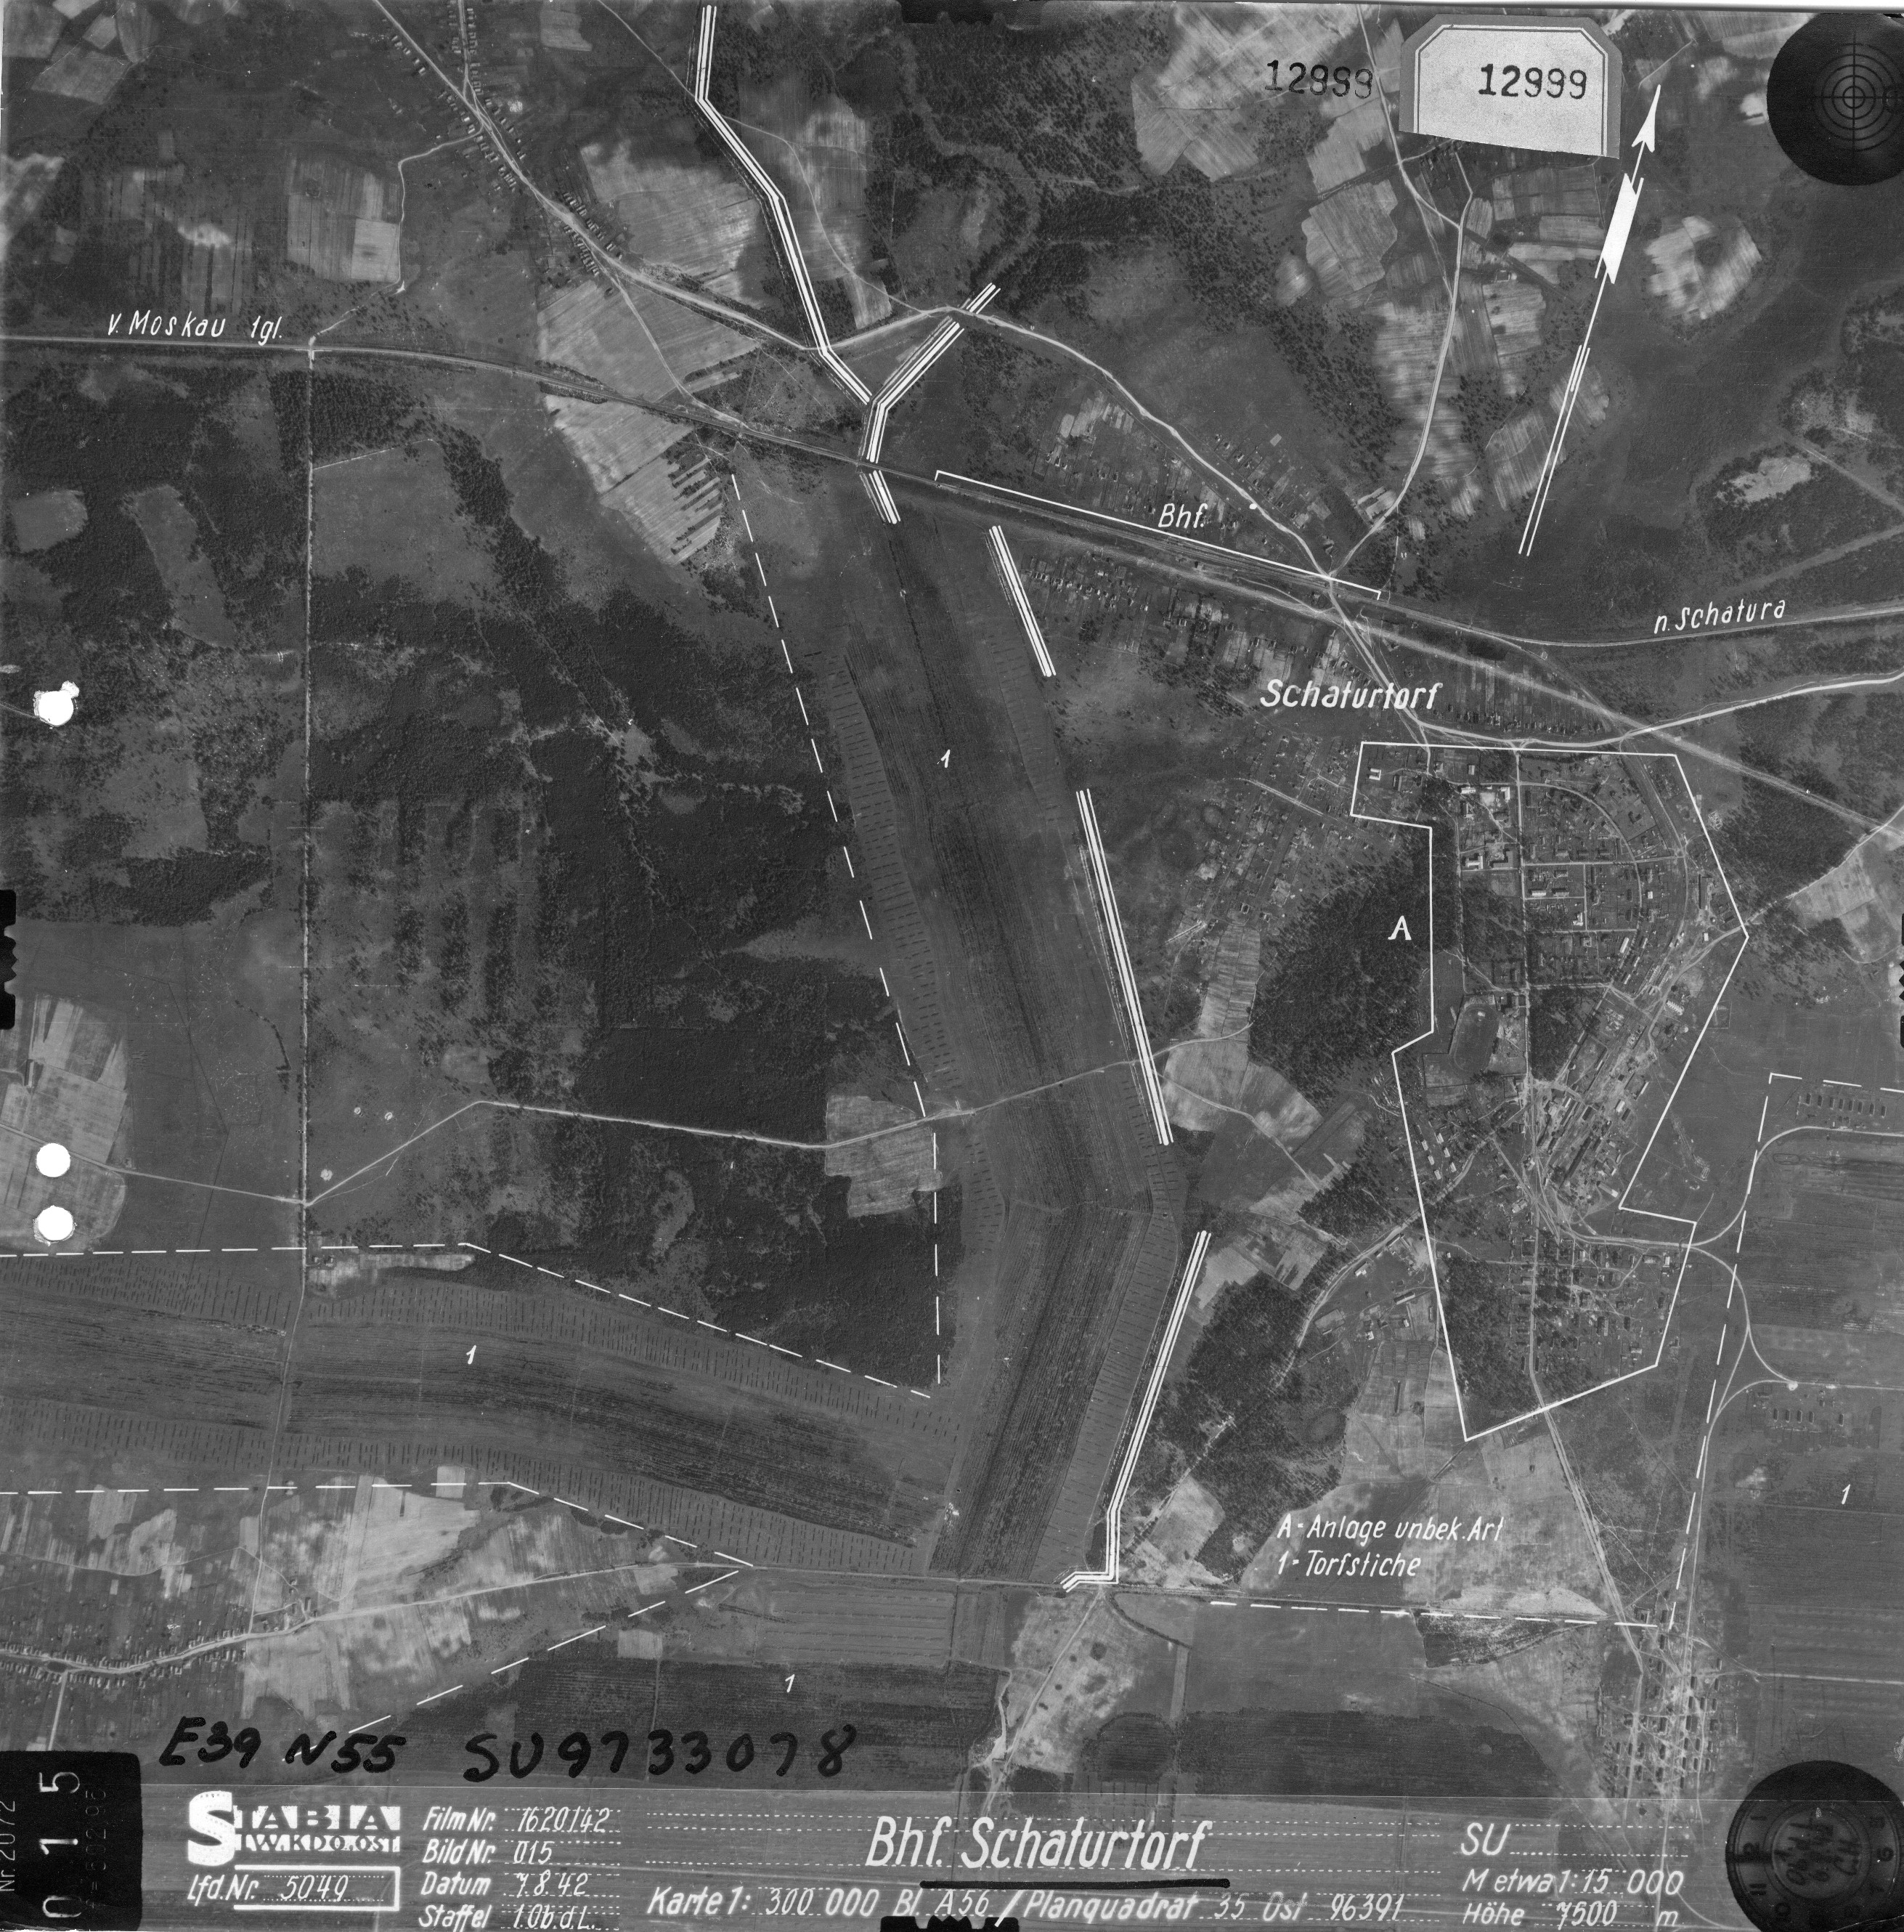 12999
12999
v. Moskau 1gl.
Bhf.
n. Schatura
Schaturtorf
1
A
1
1
A = Anlage unbek. Art
1 = Torfstiche
1
E39 N55 SU9733078
015
Nr. 2072
STABIA
LW.KDO.OST
Lfd. Nr. 5049
Film Nr. 1620/42
Bild Nr. 015
Datum 7.8.42
Staffel 1.Ob.d.L.
Bhf. Schaturtorf
Karte 1: 300 000 Bl. A56 / Planquadrat 35 Ost 96391
SU
M etwa 1: 15 000
Höhe 7500 m